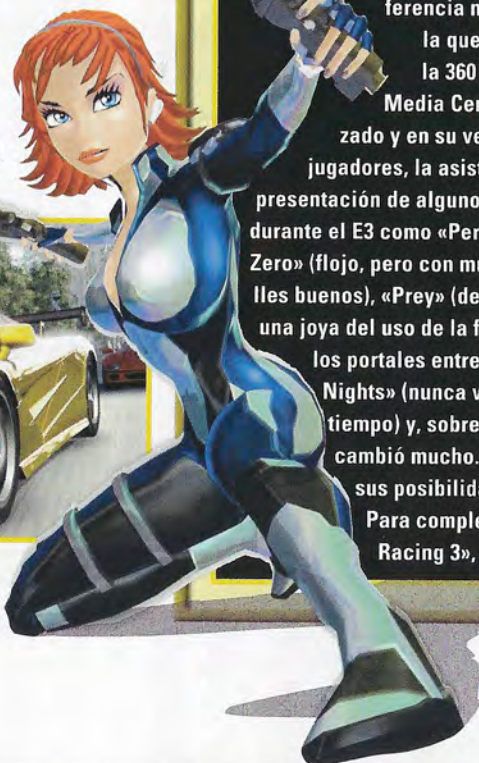 ferencia
la que
la 360
Media Cen
zado y en su ve
jugadores, la asist
presentación de alguno
durante el E3 como «Per
Zero» (flojo, pero con mu
lles buenos), «Prey» (de
una joya del uso de la f
los portales entre
Nights» (nunca v
tiempo) y, sobre
cambió mucho.
sus posibilida
Para comple
Racing 3»,